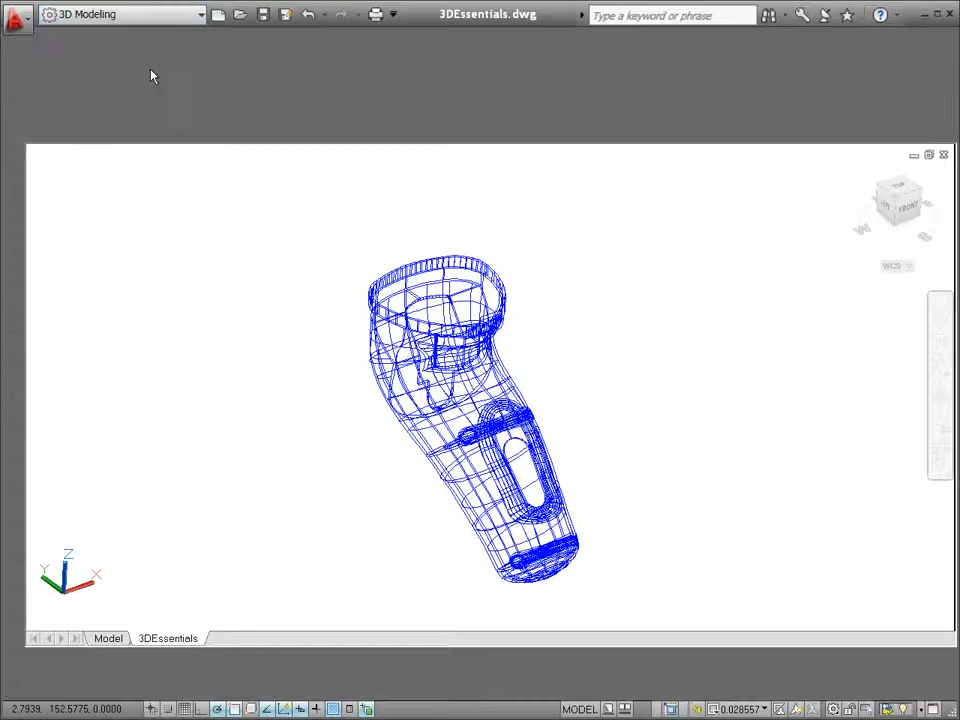 3D Modeling
3DEssentials.dwg
Type a keyword or phrase
FRONT
WCS
Z
Y
X
Model
3DEssentials
2.7939, 152.5775, 0.0000
MODEL
0.028557